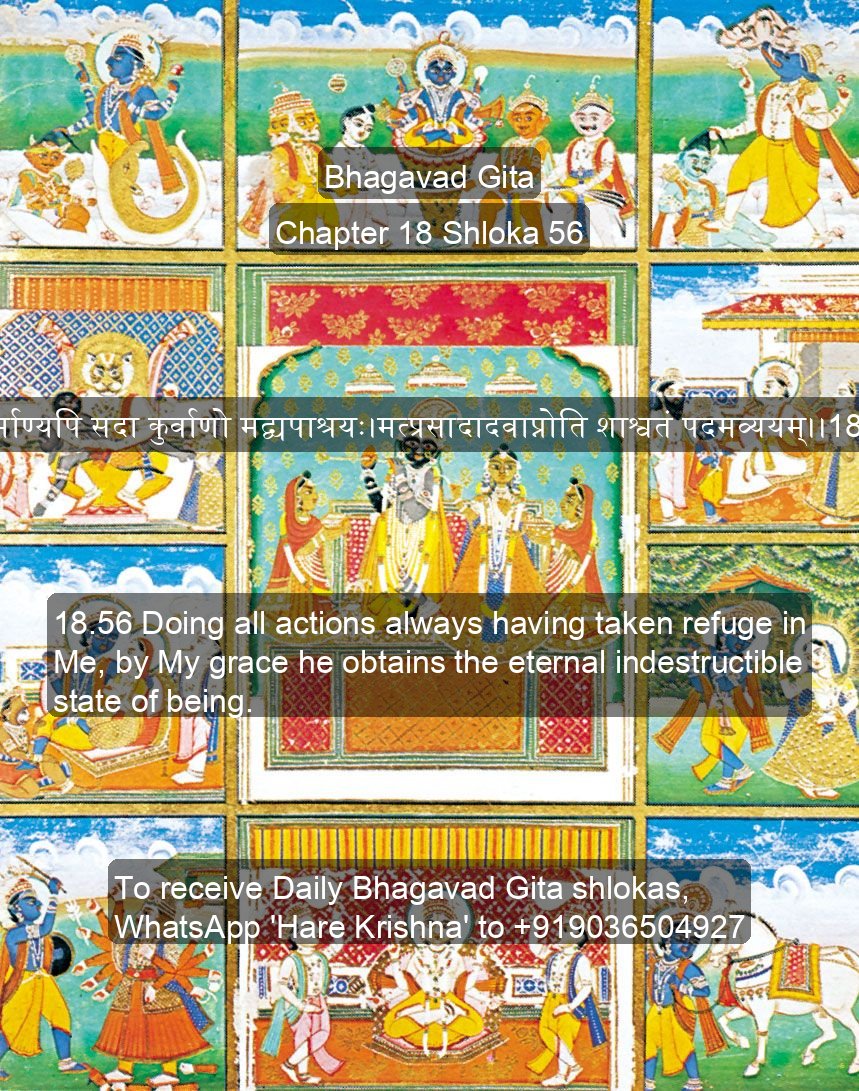 Bhagavad Gita
Chapter 18 Shloka 56
र्माण्यपि सदा कुर्वाणो मद्व्यपाश्रयः।मत्प्रसादादवाप्नोति शाश्वतं पदमव्ययम्।।18
18.56 Doing all actions always having taken refuge in
Me, by My grace he obtains the eternal indestructible
state of being.
To receive Daily Bhagavad Gita shlokas,
WhatsApp 'Hare Krishna' to +919036504927